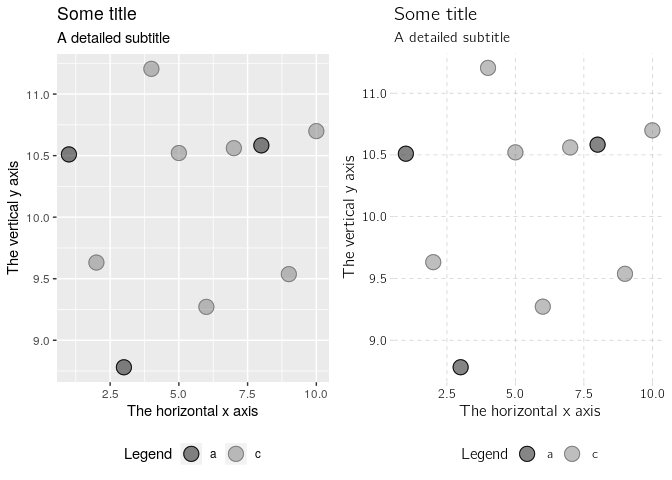 Some title
A detailed subtitle
11.0
10.5
10.0
9.5
9.0
The vertical y axis
2.5 5.0 7.5 10.0
The horizontal x axis
Legend a c
Some title
A detailed subtitle
11.0
10.5
10.0
9.5
9.0
The vertical y axis
2.5 5.0 7.5 10.0
The horizontal x axis
Legend a c